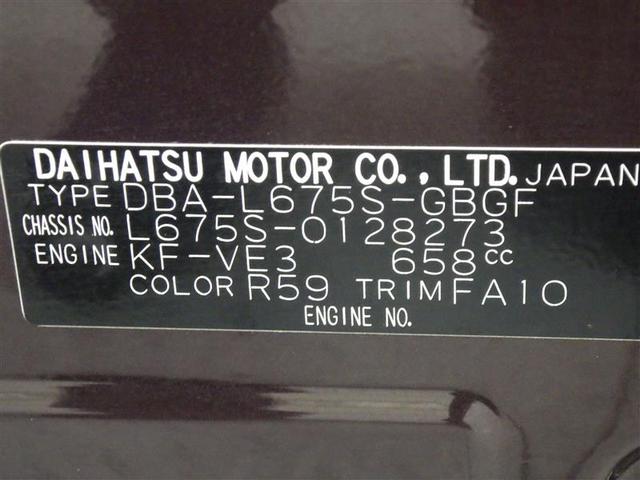 DAIHATSU MOTOR CO., LTD. JAPAN
TYPE DBA-L675S-GBGF
CHASSIS NO. L675S-0128273
ENGINE KF-VE3 658cc
COLOR R59 TRIM FA10
ENGINE NO.